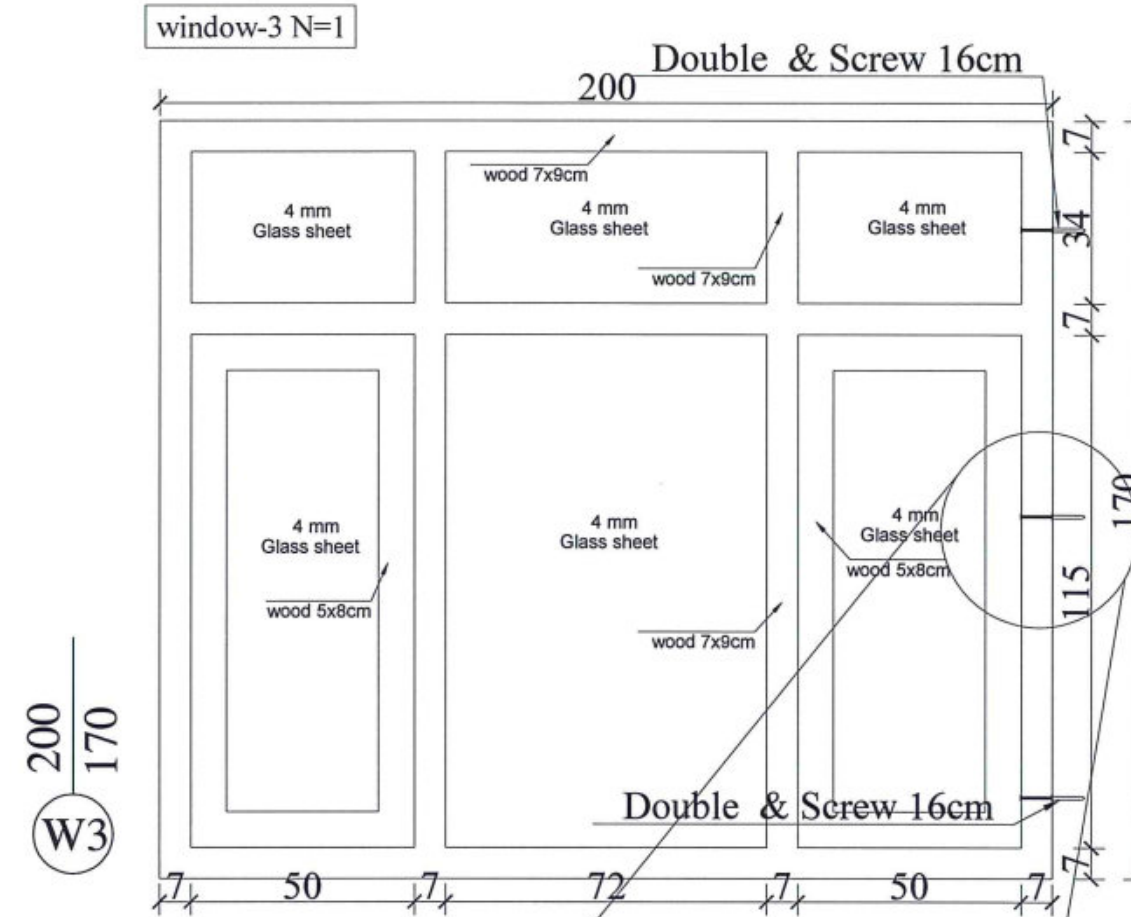 window-3 N=1
Double & Screw 16cm
200
7
wood 7x9cm
4 mm
Glass sheet
4 mm
Glass sheet
4 mm
Glass sheet
34
wood 7x9cm
7
4 mm
Glass sheet
4 mm
Glass sheet
4 mm
Glass sheet
170
wood 5x8cm
wood 5x8cm
115
wood 7x9cm
200
170
W3
Double & Screw 16cm
7
7
50
7
72
7
50
7